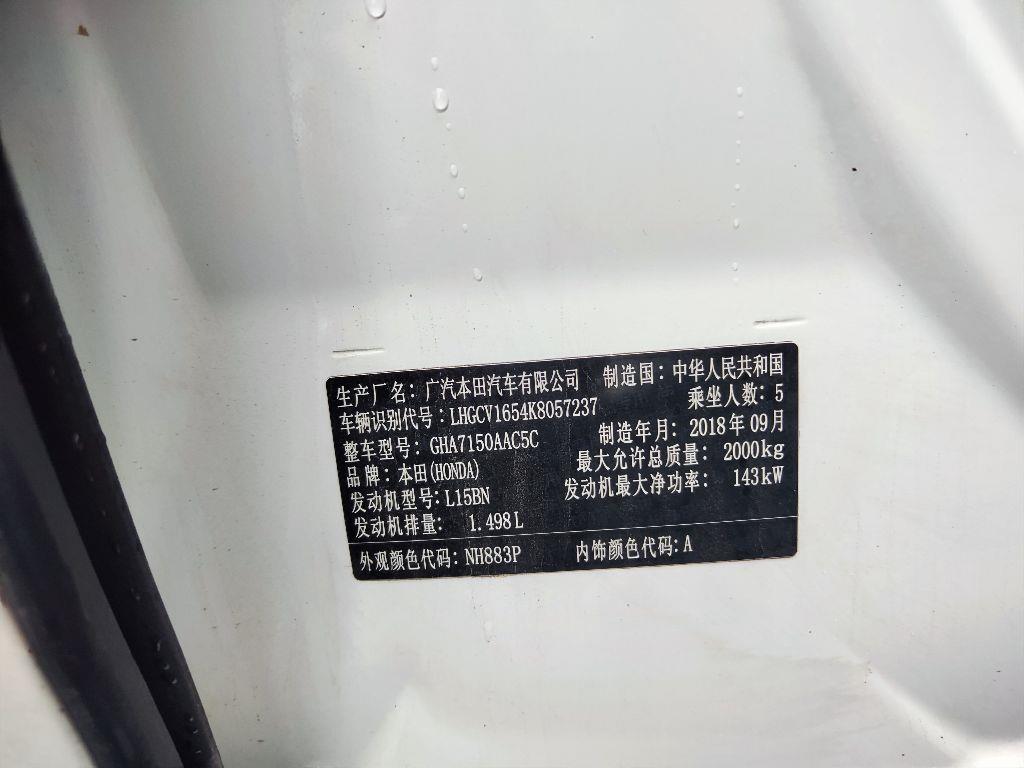 生产厂名：广汽本田汽车有限公司 制造国：中华人民共和国
车辆识别代号：LHGCV1654K8057237 乘坐人数：5
整车型号：GHA7150AAC5C 制造年月：2018年09月
品牌：本田(HONDA) 最大允许总质量：2000kg
发动机型号：L15BN 发动机最大净功率：143kW
发动机排量：1.498L
外观颜色代码：NH883P 内饰颜色代码：A